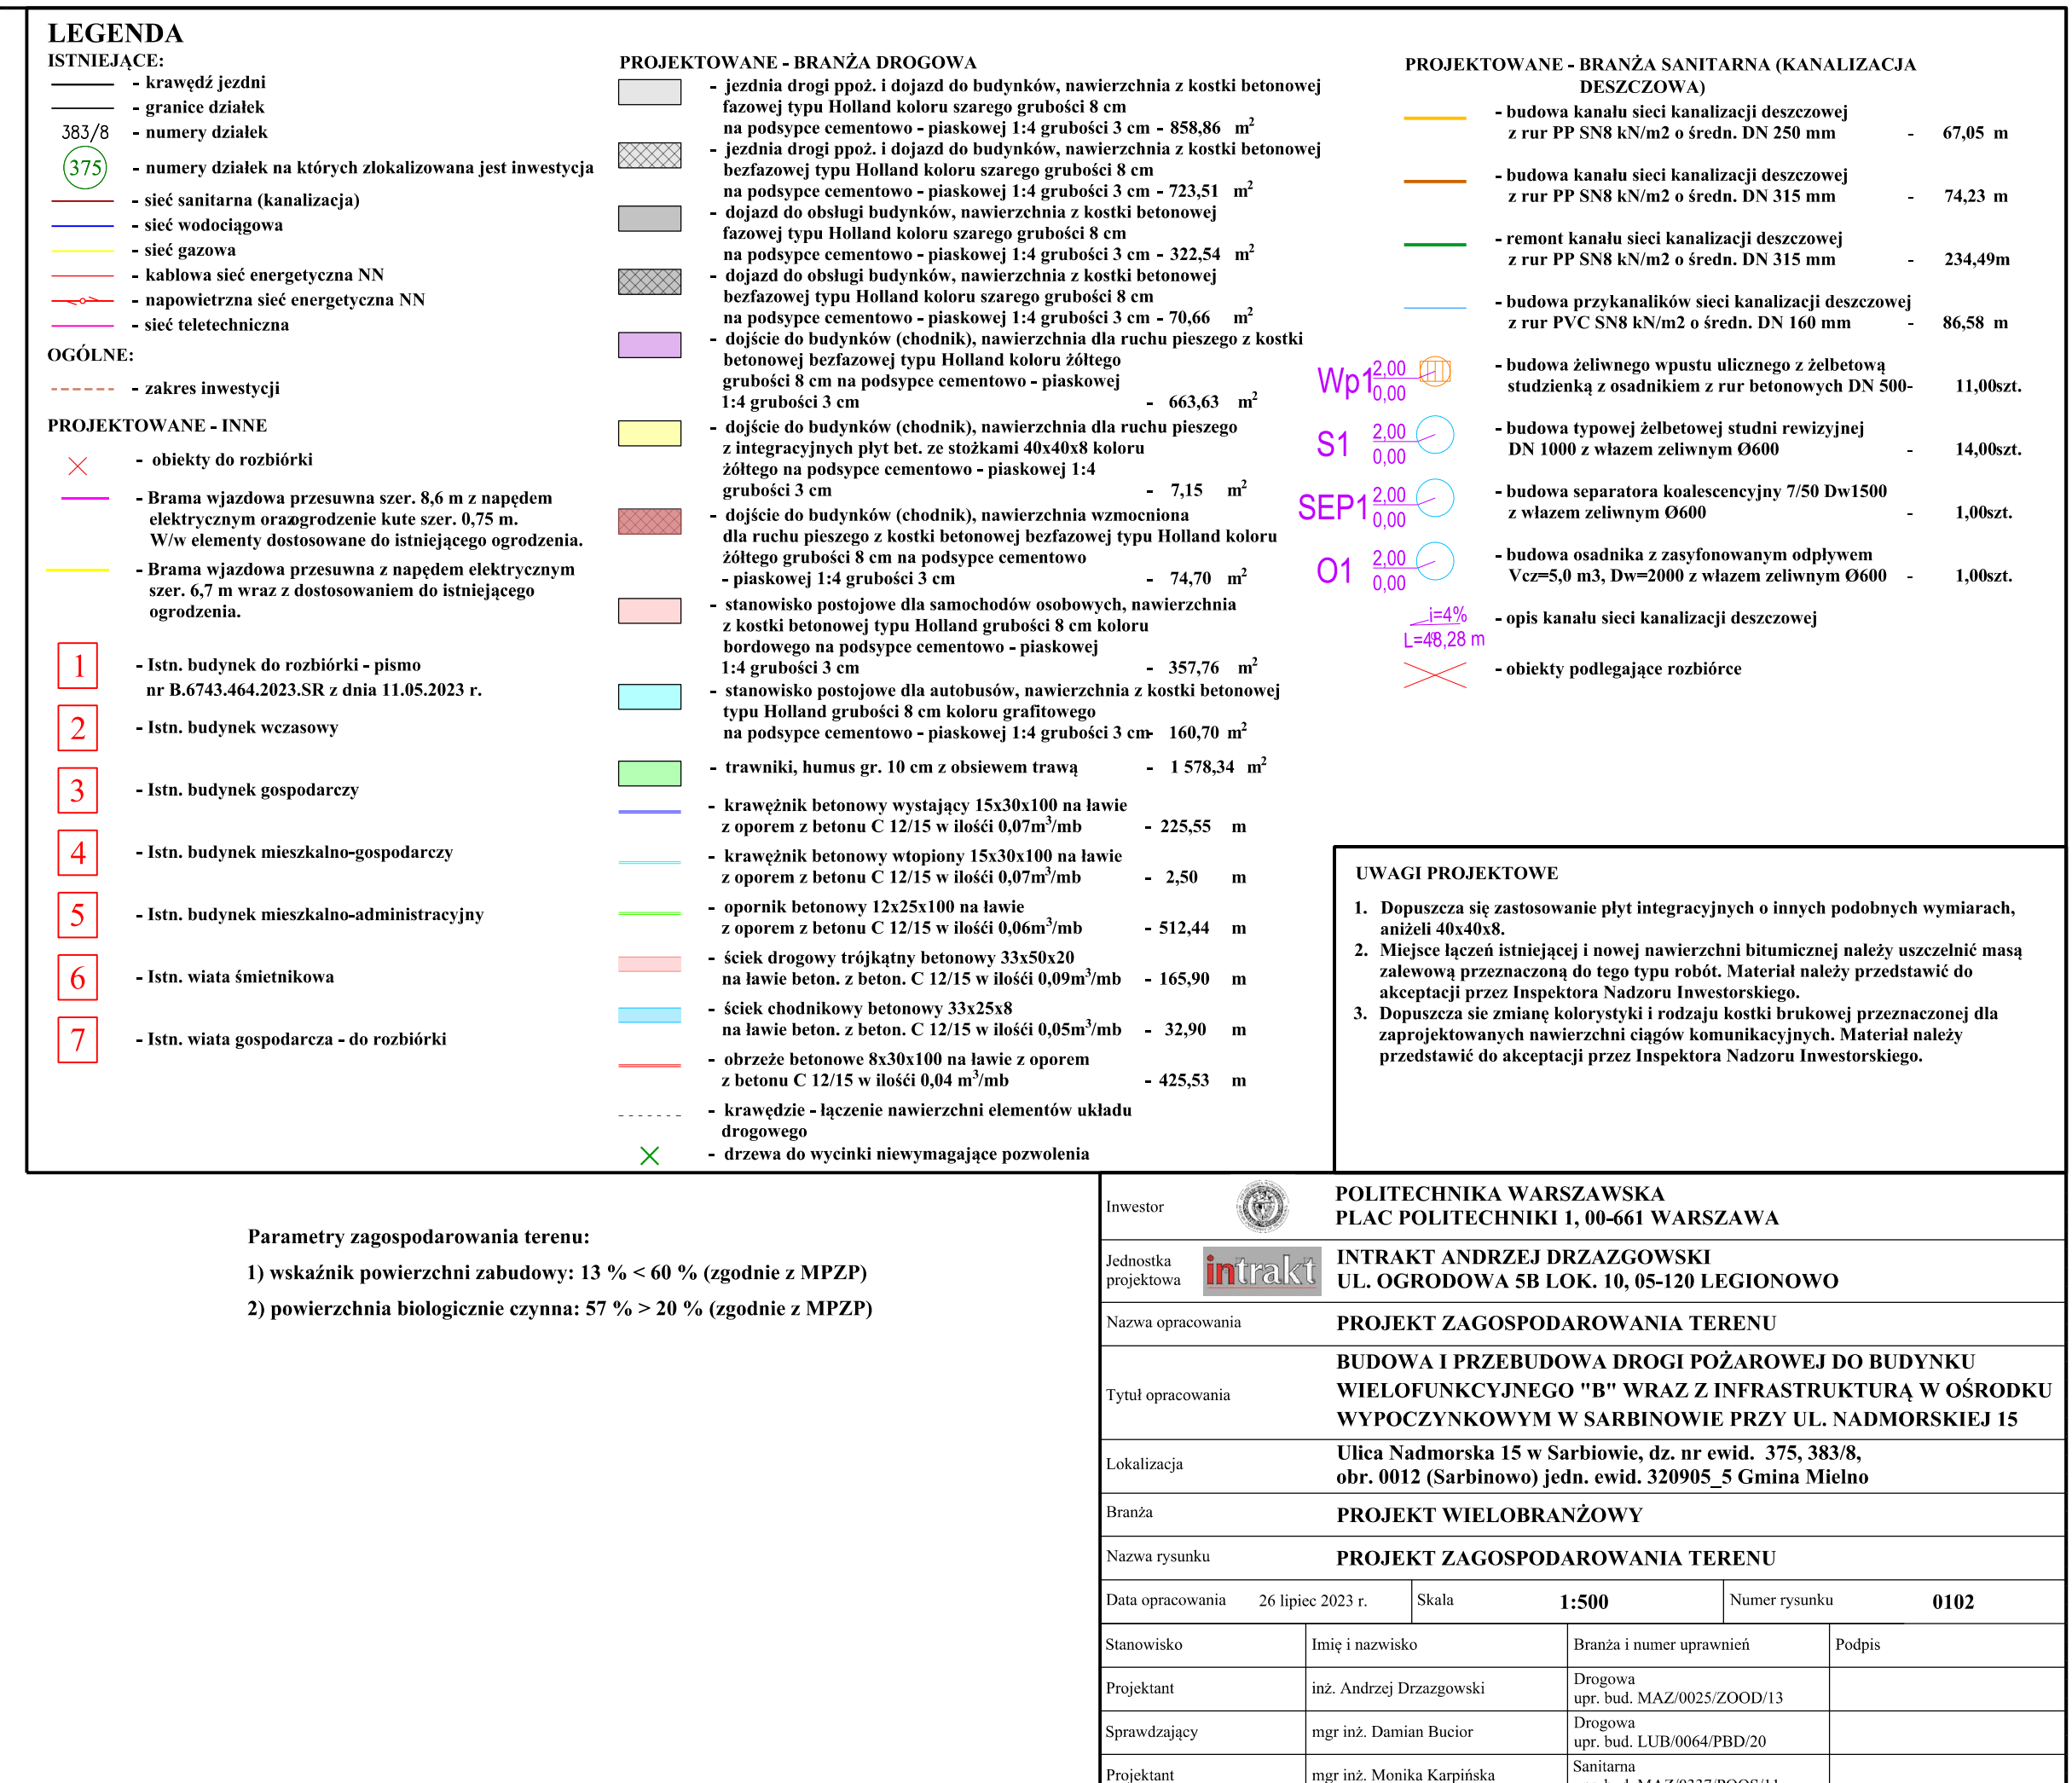 LEGENDA
ISTNIEJĄCE:
- krawędź jezdni
- granice działek
383/8 - numery działek
375 - numery działek na których zlokalizowana jest inwestycja
- sieć sanitarna (kanalizacja)
- sieć wodociągowa
- sieć gazowa
- kablowa sieć energetyczna NN
- napowietrzna sieć energetyczna NN
- sieć teletechniczna
OGÓLNE:
- zakres inwestycji
PROJEKTOWANE - INNE
- obiekty do rozbiórki
- Brama wjazdowa przesuwna szer. 8,6 m z napędem
elektrycznym orazogrodzenie kute szer. 0,75 m.
W/w elementy dostosowane do istniejącego ogrodzenia.
- Brama wjazdowa przesuwna z napędem elektrycznym
szer. 6,7 m wraz z dostosowaniem do istniejącego
ogrodzenia.
1 - Istn. budynek do rozbiórki - pismo
nr B.6743.464.2023.SR z dnia 11.05.2023 r.
2 - Istn. budynek wczasowy
3 - Istn. budynek gospodarczy
4 - Istn. budynek mieszkalno-gospodarczy
5 - Istn. budynek mieszkalno-administracyjny
6 - Istn. wiata śmietnikowa
7 - Istn. wiata gospodarcza - do rozbiórki
PROJEKTOWANE - BRANŻA DROGOWA
- jezdnia drogi ppoż. i dojazd do budynków, nawierzchnia z kostki betonowej
fazowej typu Holland koloru szarego grubości 8 cm
na podsypce cementowo - piaskowej 1:4 grubości 3 cm - 858,86 m²
- jezdnia drogi ppoż. i dojazd do budynków, nawierzchnia z kostki betonowej
bezfazowej typu Holland koloru szarego grubości 8 cm
na podsypce cementowo - piaskowej 1:4 grubości 3 cm - 723,51 m²
- dojazd do obsługi budynków, nawierzchnia z kostki betonowej
fazowej typu Holland koloru szarego grubości 8 cm
na podsypce cementowo - piaskowej 1:4 grubości 3 cm - 322,54 m²
- dojazd do obsługi budynków, nawierzchnia z kostki betonowej
bezfazowej typu Holland koloru szarego grubości 8 cm
na podsypce cementowo - piaskowej 1:4 grubości 3 cm - 70,66 m²
- dojście do budynków (chodnik), nawierzchnia dla ruchu pieszego z kostki
betonowej bezfazowej typu Holland koloru żółtego
grubości 8 cm na podsypce cementowo - piaskowej
1:4 grubości 3 cm - 663,63 m²
- dojście do budynków (chodnik), nawierzchnia dla ruchu pieszego
z integracyjnych płyt bet. ze stożkami 40x40x8 koloru
żółtego na podsypce cementowo - piaskowej 1:4
grubości 3 cm - 7,15 m²
- dojście do budynków (chodnik), nawierzchnia wzmocniona
dla ruchu pieszego z kostki betonowej bezfazowej typu Holland koloru
żółtego grubości 8 cm na podsypce cementowo
- piaskowej 1:4 grubości 3 cm - 74,70 m²
- stanowisko postojowe dla samochodów osobowych, nawierzchnia
z kostki betonowej typu Holland grubości 8 cm koloru
bordowego na podsypce cementowo - piaskowej
1:4 grubości 3 cm - 357,76 m²
- stanowisko postojowe dla autobusów, nawierzchnia z kostki betonowej
typu Holland grubości 8 cm koloru grafitowego
na podsypce cementowo - piaskowej 1:4 grubości 3 cm- 160,70 m²
- trawniki, humus gr. 10 cm z obsiewem trawą - 1 578,34 m²
- krawężnik betonowy wystający 15x30x100 na ławie
z oporem z betonu C 12/15 w ilośći 0,07m³/mb - 225,55 m
- krawężnik betonowy wtopiony 15x30x100 na ławie
z oporem z betonu C 12/15 w ilośći 0,07m³/mb - 2,50 m
- opornik betonowy 12x25x100 na ławie
z oporem z betonu C 12/15 w ilośći 0,06m³/mb - 512,44 m
- ściek drogowy trójkątny betonowy 33x50x20
na ławie beton. z beton. C 12/15 w ilośći 0,09m³/mb - 165,90 m
- ściek chodnikowy betonowy 33x25x8
na ławie beton. z beton. C 12/15 w ilośći 0,05m³/mb - 32,90 m
- obrzeże betonowe 8x30x100 na ławie z oporem
z betonu C 12/15 w ilośći 0,04 m³/mb - 425,53 m
- krawędzie - łączenie nawierzchni elementów układu
drogowego
- drzewa do wycinki niewymagające pozwolenia
PROJEKTOWANE - BRANŻA SANITARNA (KANALIZACJA
DESZCZOWA)
- budowa kanału sieci kanalizacji deszczowej
z rur PP SN8 kN/m2 o średn. DN 250 mm - 67,05 m
- budowa kanału sieci kanalizacji deszczowej
z rur PP SN8 kN/m2 o średn. DN 315 mm - 74,23 m
- remont kanału sieci kanalizacji deszczowej
z rur PP SN8 kN/m2 o średn. DN 315 mm - 234,49m
- budowa przykanalików sieci kanalizacji deszczowej
z rur PVC SN8 kN/m2 o średn. DN 160 mm - 86,58 m
Wp1 2,00 0,00 - budowa żeliwnego wpustu ulicznego z żelbetową
studzienką z osadnikiem z rur betonowych DN 500- 11,00szt.
S1 2,00 0,00 - budowa typowej żelbetowej studni rewizyjnej
DN 1000 z włazem zeliwnym Ø600 - 14,00szt.
SEP1 2,00 0,00 - budowa separatora koalescencyjny 7/50 Dw1500
z włazem zeliwnym Ø600 - 1,00szt.
O1 2,00 0,00 - budowa osadnika z zasyfonowanym odpływem
Vcz=5,0 m3, Dw=2000 z włazem zeliwnym Ø600 - 1,00szt.
i=4% - opis kanału sieci kanalizacji deszczowej
L=48,28 m
- obiekty podlegające rozbiórce
UWAGI PROJEKTOWE
1. Dopuszcza się zastosowanie płyt integracyjnych o innych podobnych wymiarach,
aniżeli 40x40x8.
2. Miejsce łączeń istniejącej i nowej nawierzchni bitumicznej należy uszczelnić masą
zalewową przeznaczoną do tego typu robót. Materiał należy przedstawić do
akceptacji przez Inspektora Nadzoru Inwestorskiego.
3. Dopuszcza sie zmianę kolorystyki i rodzaju kostki brukowej przeznaczonej dla
zaprojektowanych nawierzchni ciągów komunikacyjnych. Materiał należy
przedstawić do akceptacji przez Inspektora Nadzoru Inwestorskiego.
Parametry zagospodarowania terenu:
1) wskaźnik powierzchni zabudowy: 13 % < 60 % (zgodnie z MPZP)
2) powierzchnia biologicznie czynna: 57 % > 20 % (zgodnie z MPZP)
Inwestor POLITECHNIKA WARSZAWSKA
PLAC POLITECHNIKI 1, 00-661 WARSZAWA
Jednostka projektowa intrakt INTRAKT ANDRZEJ DRZAZGOWSKI
UL. OGRODOWA 5B LOK. 10, 05-120 LEGIONOWO
Nazwa opracowania PROJEKT ZAGOSPODAROWANIA TERENU
Tytuł opracowania BUDOWA I PRZEBUDOWA DROGI POŻAROWEJ DO BUDYNKU
WIELOFUNKCYJNEGO "B" WRAZ Z INFRASTRUKTURĄ W OŚRODKU
WYPOCZYNKOWYM W SARBINOWIE PRZY UL. NADMORSKIEJ 15
Lokalizacja Ulica Nadmorska 15 w Sarbiowie, dz. nr ewid. 375, 383/8,
obr. 0012 (Sarbinowo) jedn. ewid. 320905_5 Gmina Mielno
Branża PROJEKT WIELOBRANŻOWY
Nazwa rysunku PROJEKT ZAGOSPODAROWANIA TERENU
Data opracowania 26 lipiec 2023 r. Skala 1:500 Numer rysunku 0102
Stanowisko Imię i nazwisko Branża i numer uprawnień Podpis
Projektant inż. Andrzej Drzazgowski Drogowa
upr. bud. MAZ/0025/ZOOD/13
Sprawdzający mgr inż. Damian Bucior Drogowa
upr. bud. LUB/0064/PBD/20
Projektant mgr inż. Monika Karpińska Sanitarna